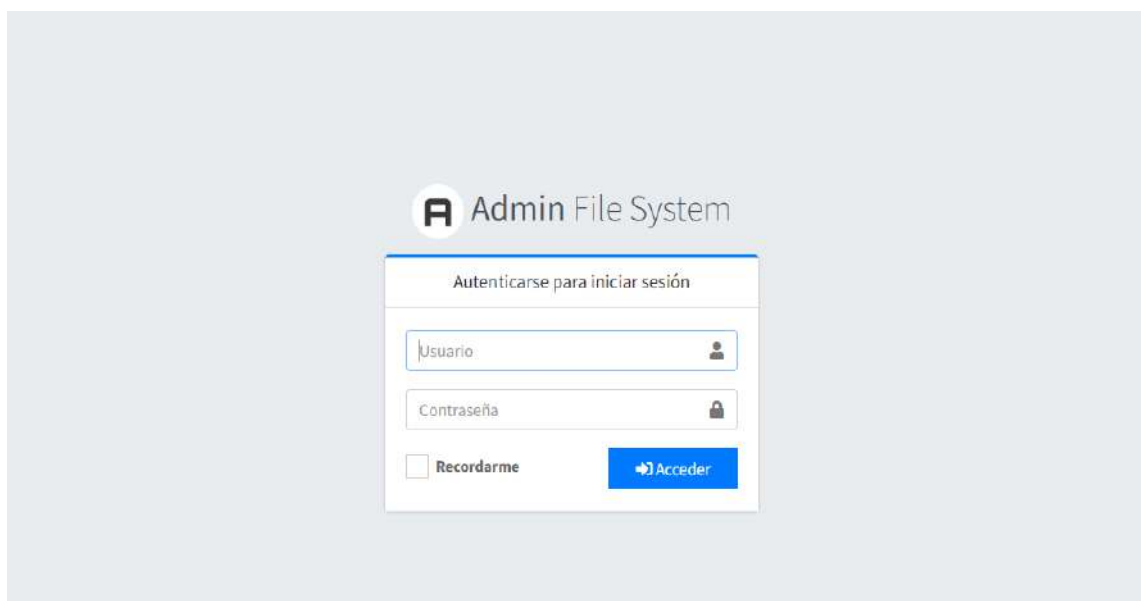 Admin File System
Autenticarse para iniciar sesión
Usuario
Contraseña
Recordarme
Acceder